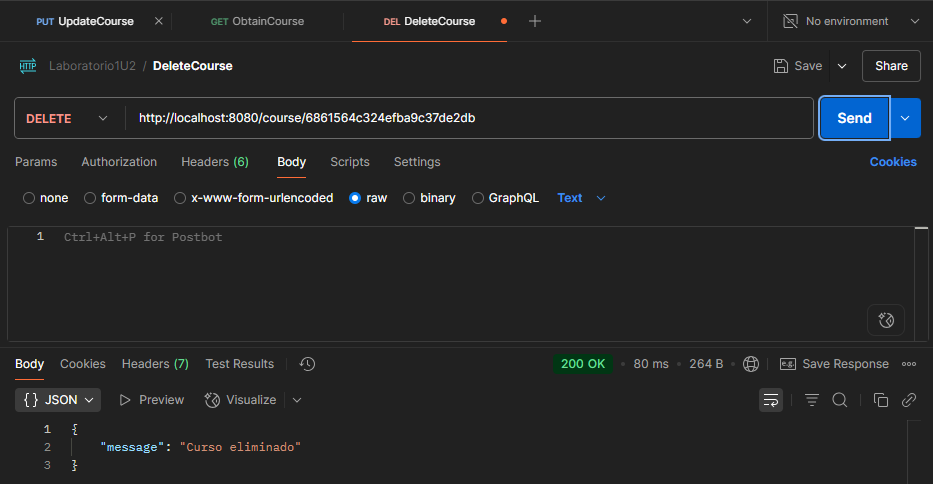 PUT UpdateCourse GET ObtainCourse DEL DeleteCourse No environment
HTTP Laboratorio1U2 / DeleteCourse Save Share
DELETE http://localhost:8080/course/6861564c324efba9c37de2db Send
Params Authorization Headers (6) Body Scripts Settings Cookies
none form-data x-www-form-urlencoded raw binary GraphQL Text
1 Ctrl+Alt+P for Postbot
Body Cookies Headers (7) Test Results 200 OK • 80 ms • 264 B e.g. Save Response
{} JSON Preview Visualize
1 {
2 "message": "Curso eliminado"
3 }